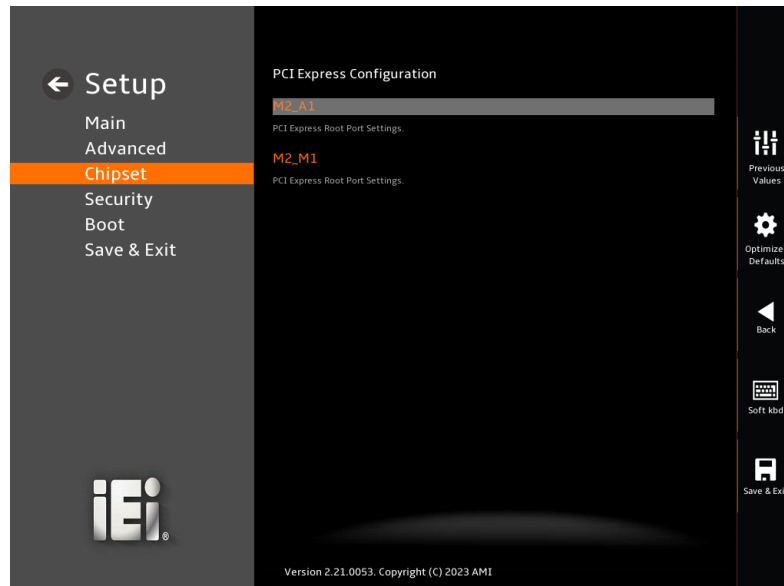 Setup
Main
Advanced
Chipset
Security
Boot
Save & Exit
iEi®
PCI Express Configuration
M2_A1
PCI Express Root Port Settings.
M2_M1
PCI Express Root Port Settings.
Version 2.21.0053. Copyright (C) 2023 AMI
Previous
Values
Optimize
Defaults
Back
Soft kbd
Save & Exi